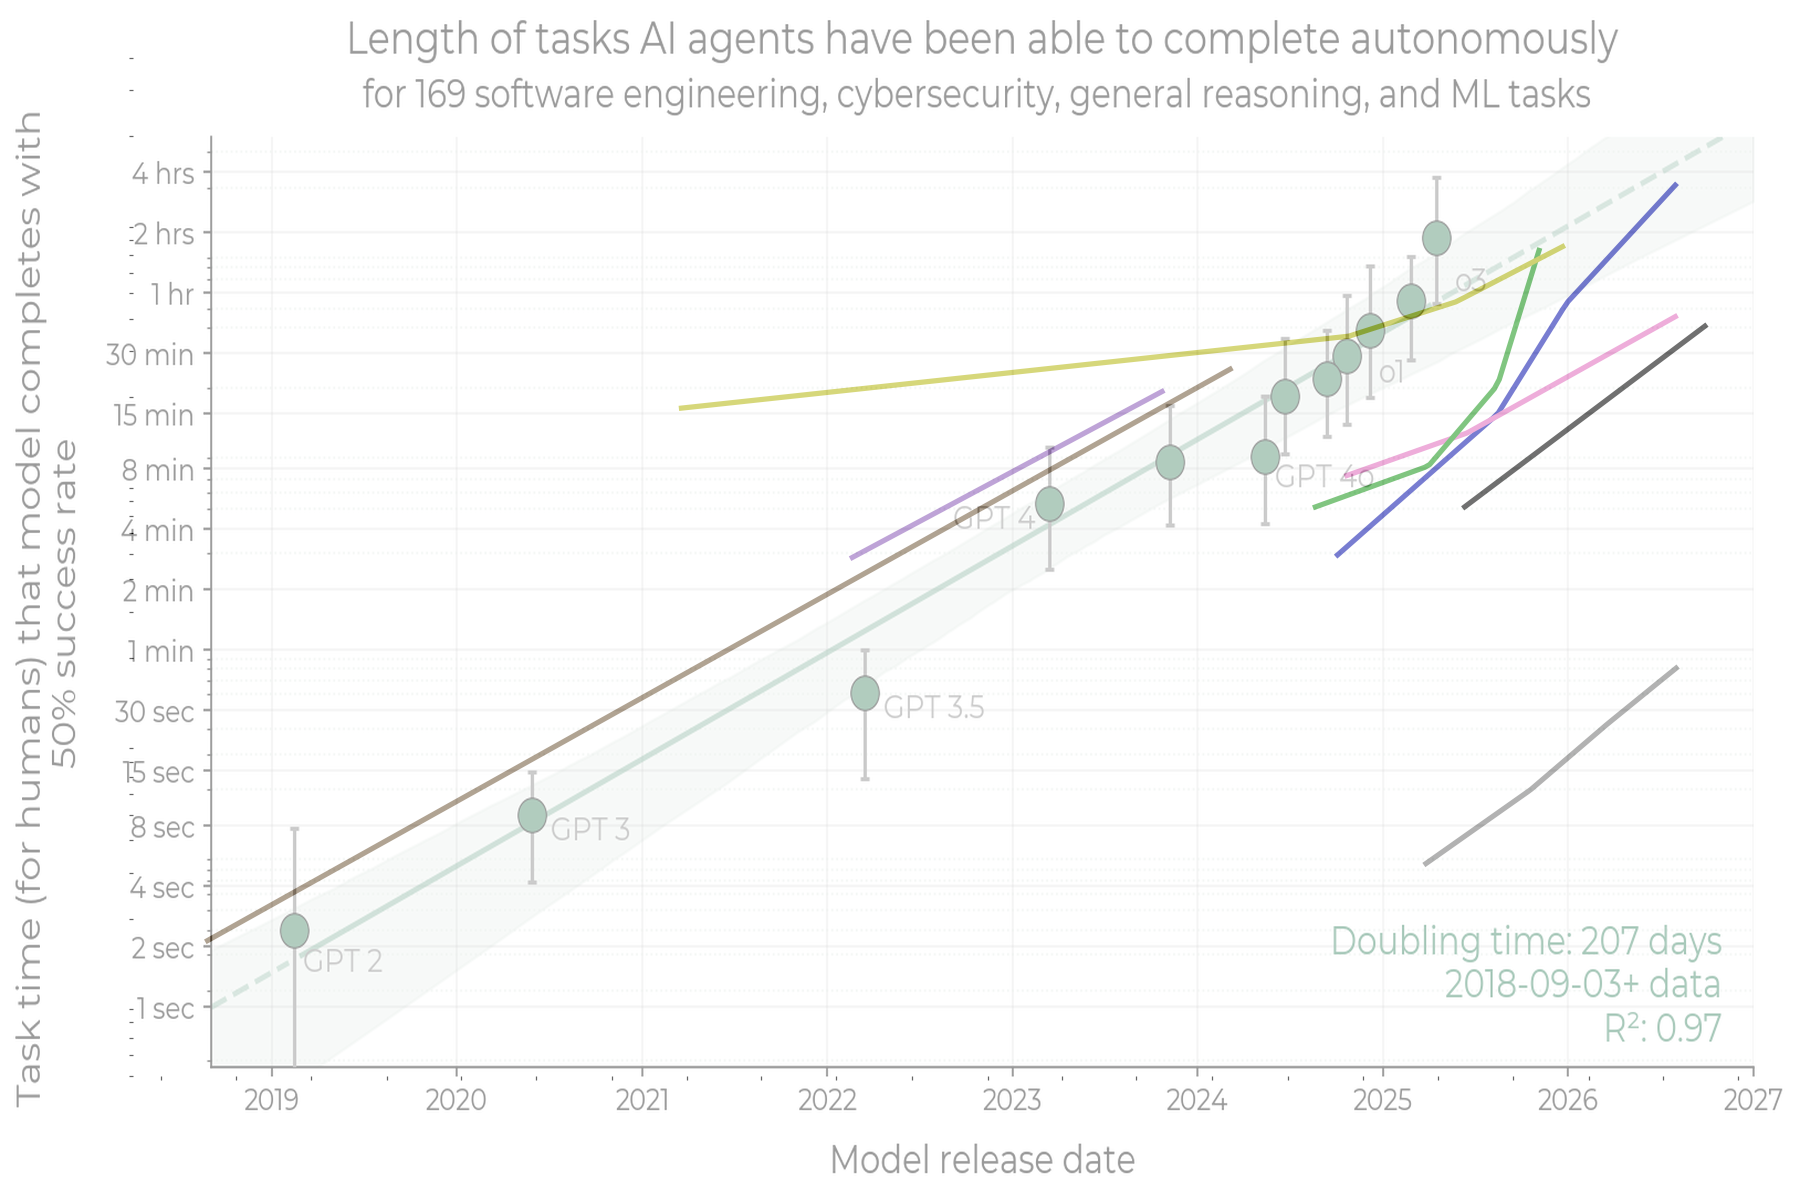 Length of tasks AI agents have been able to complete autonomously
for 169 software engineering, cybersecurity, general reasoning, and ML tasks
Task time (for humans) that model completes with
50% success rate
4 hrs
2 hrs
1 hr
30 min
15 min
8 min
4 min
2 min
1 min
30 sec
15 sec
8 sec
4 sec
2 sec
1 sec
o3
o1
GPT 4o
GPT 4
GPT 3.5
GPT 3
GPT 2
Doubling time: 207 days
2018-09-03+ data
R²: 0.97
2019
2020
2021
2022
2023
2024
2025
2026
2027
Model release date